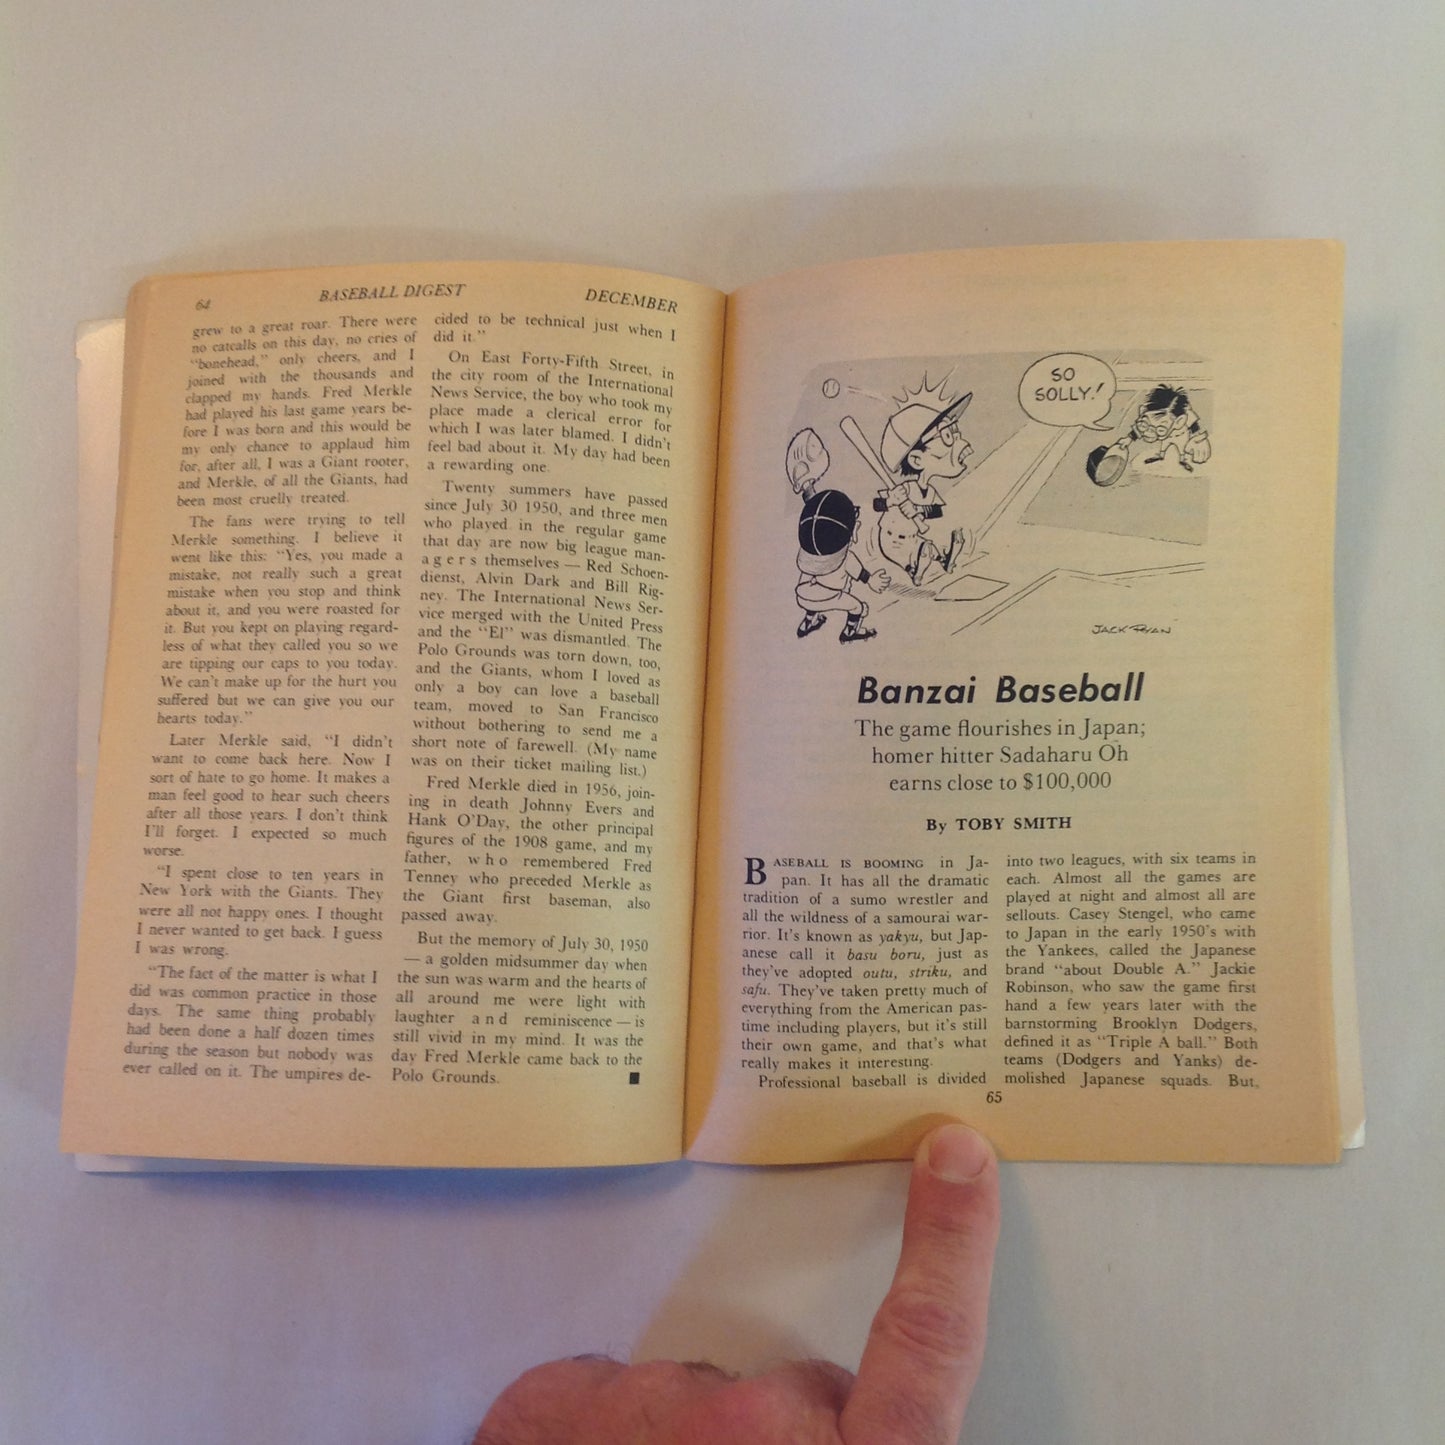 64
BASEBALL DIGEST
DECEMBER
grew to a great roar. There were
no catcalls on this day, no cries of
"bonehead," only cheers, and I
joined with the thousands and
clapped my hands. Fred Merkle
had played his last game years be-
fore I was born and this would be
my only chance to applaud him
for, after all, I was a Giant rooter,
and Merkle, of all the Giants, had
been most cruelly treated.
The fans were trying to tell
Merkle something. I believe it
went like this: "Yes, you made a
mistake, not really such a great
mistake when you stop and think
about it, and you were roasted for
it. But you kept on playing regard-
less of what they called you so we
are tipping our caps to you today.
We can't make up for the hurt you
suffered but we can give you our
hearts today."
Later Merkle said, "I didn't
want to come back here. Now I
sort of hate to go home. It makes a
man feel good to hear such cheers
after all those years. I don't think
I'll forget. I expected so much
worse.
"I spent close to ten years in
New York with the Giants. They
were all not happy ones. I thought
I never wanted to get back. I guess
I was wrong.
"The fact of the matter is what I
did was common practice in those
days. The same thing probably
had been done a half dozen times
during the season but nobody was
ever called on it. The umpires de-
cided to be technical just when I
did it."
On East Forty-Fifth Street, in
the city room of the International
News Service, the boy who took my
place made a clerical error for
which I was later blamed. I didn't
feel bad about it. My day had been
a rewarding one.
Twenty summers have passed
since July 30 1950, and three men
who played in the regular game
that day are now big league man-
agers themselves — Red Schoen-
dienst, Alvin Dark and Bill Rig-
ney. The International News Ser-
vice merged with the United Press
and the "El" was dismantled. The
Polo Grounds was torn down, too,
and the Giants, whom I loved as
only a boy can love a baseball
team, moved to San Francisco
without bothering to send me a
short note of farewell. (My name
was on their ticket mailing list.)
Fred Merkle died in 1956, join-
ing in death Johnny Evers and
Hank O'Day, the other principal
figures of the 1908 game, and my
father, who remembered Fred
Tenney who preceded Merkle as
the Giant first baseman, also
passed away.
But the memory of July 30, 1950
— a golden midsummer day when
the sun was warm and the hearts of
all around me were light with
laughter and reminiscence — is
still vivid in my mind. It was the
day Fred Merkle came back to the
Polo Grounds.
SO
SOLLY!
JACK RYAN
Banzai Baseball
The game flourishes in Japan;
homer hitter Sadaharu Oh
earns close to $100,000
By TOBY SMITH
BASEBALL IS BOOMING in Ja-
pan. It has all the dramatic
tradition of a sumo wrestler and
all the wildness of a samourai war-
rior. It's known as yakyu, but Jap-
anese call it basu boru, just as
they've adopted outu, striku, and
safu. They've taken pretty much of
everything from the American pas-
time including players, but it's still
their own game, and that's what
really makes it interesting.
Professional baseball is divided
into two leagues, with six teams in
each. Almost all the games are
played at night and almost all are
sellouts. Casey Stengel, who came
to Japan in the early 1950's with
the Yankees, called the Japanese
brand "about Double A." Jackie
Robinson, who saw the game first
hand a few years later with the
barnstorming Brooklyn Dodgers,
defined it as "Triple A ball." Both
teams (Dodgers and Yanks) de-
molished Japanese squads. But,
65